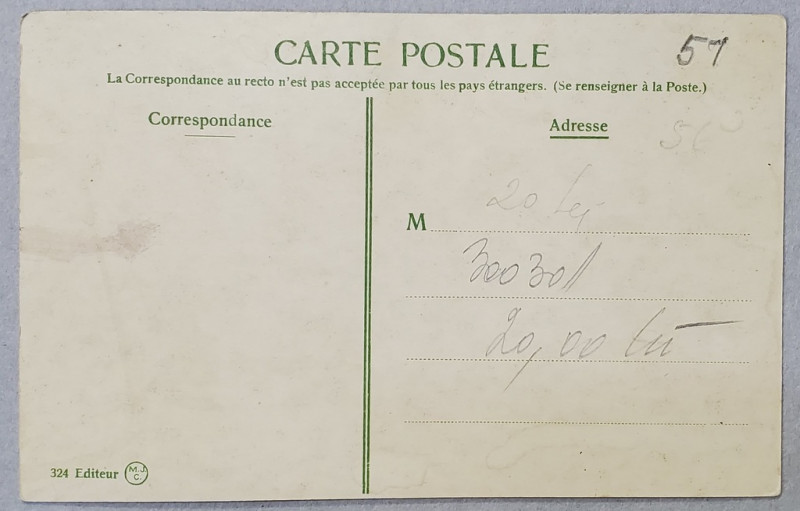 CARTE POSTALE
57
La Correspondance au recto n'est pas acceptée par tous les pays étrangers. (Se renseigner à la Poste.)
Correspondance
Adresse
20 lei
M
300301
20,00 lei
324 Editeur M.J.C.